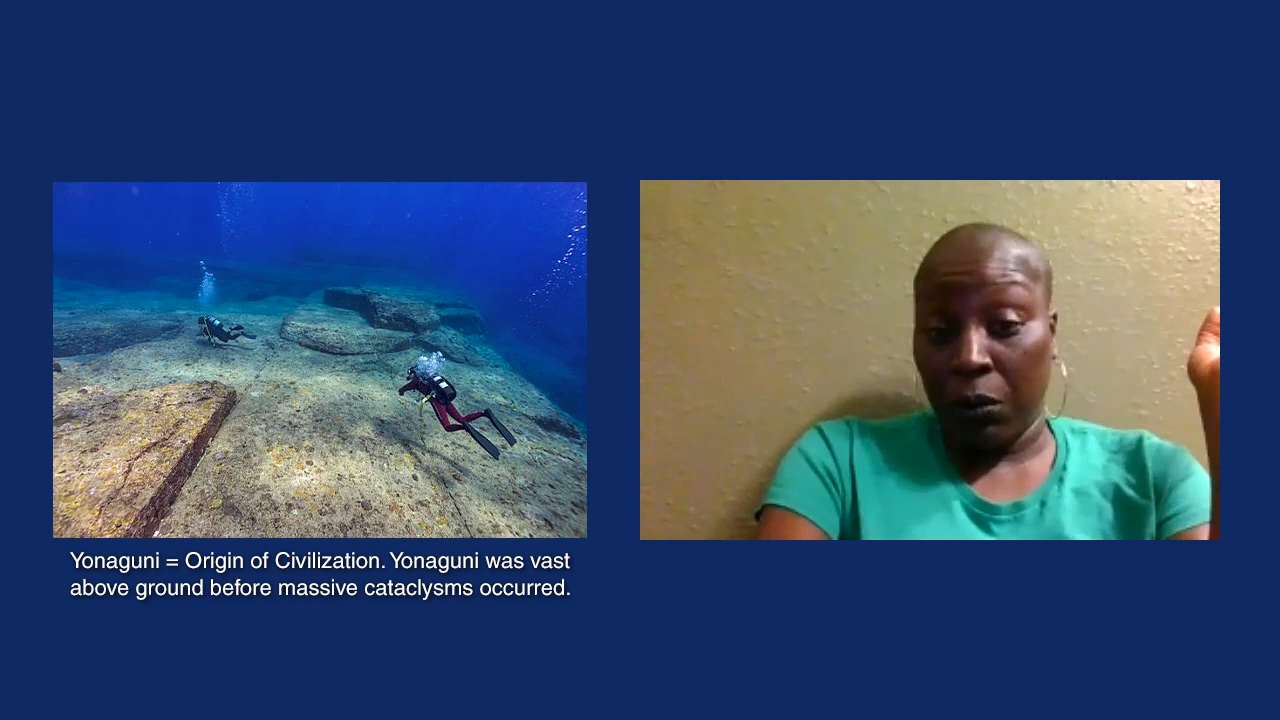 Yonaguni = Origin of Civilization. Yonaguni was vast
above ground before massive cataclysms occurred.